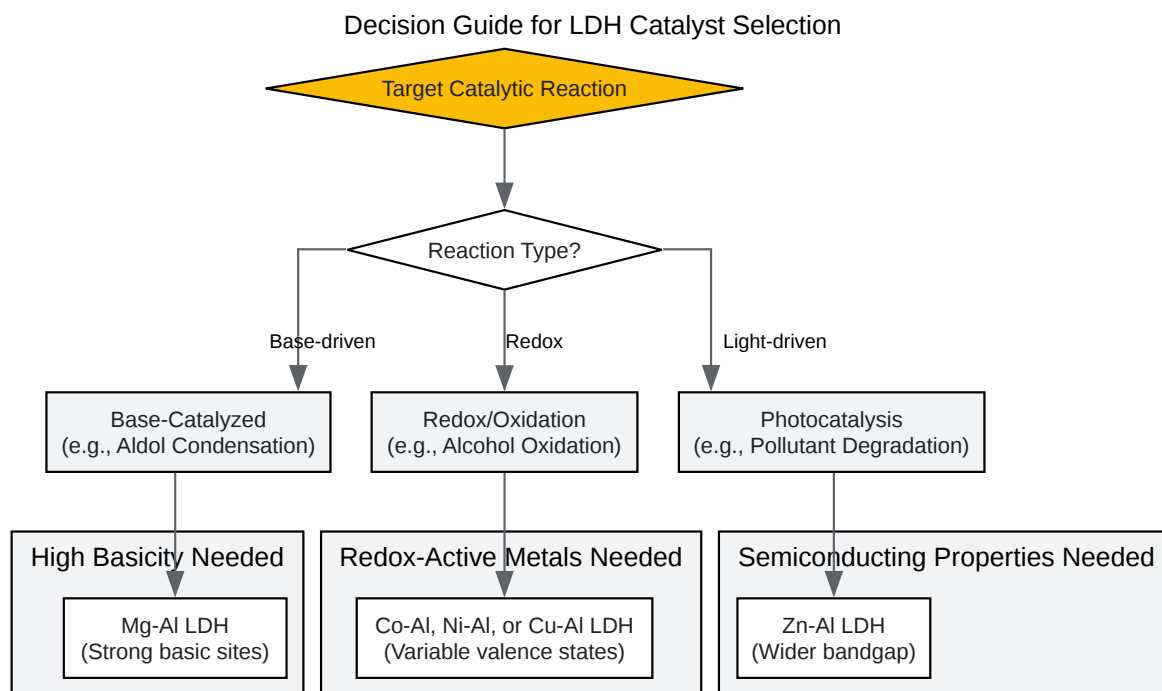 Decision Guide for LDH Catalyst Selection
Target Catalytic Reaction
Reaction Type?
Base-driven
Redox
Light-driven
Base-Catalyzed
(e.g., Aldol Condensation)
Redox/Oxidation
(e.g., Alcohol Oxidation)
Photocatalysis
(e.g., Pollutant Degradation)
High Basicity Needed
Redox-Active Metals Needed
Semiconducting Properties Needed
Mg-Al LDH
(Strong basic sites)
Co-Al, Ni-Al, or Cu-Al LDH
(Variable valence states)
Zn-Al LDH
(Wider bandgap)